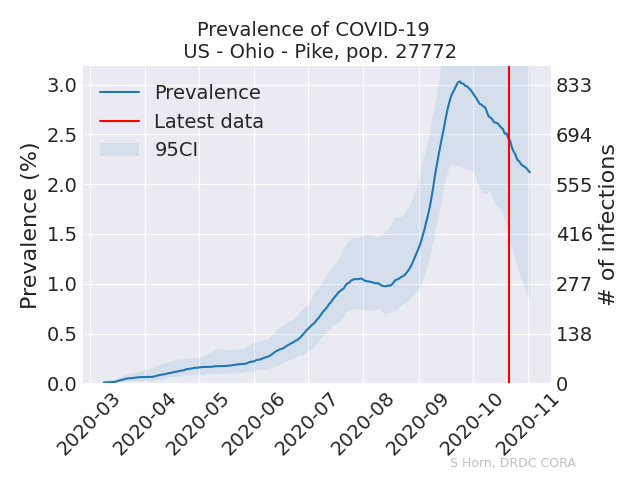 Prevalence of COVID-19
US - Ohio - Pike, pop. 27772
Prevalence
Latest data
95CI
Prevalence (%)
3.0
2.5
2.0
1.5
1.0
0.5
0.0
833
694
555
416
277
138
0
# of infections
2020-03
2020-04
2020-05
2020-06
2020-07
2020-08
2020-09
2020-10
2020-11
S Horn, DRDC CORA